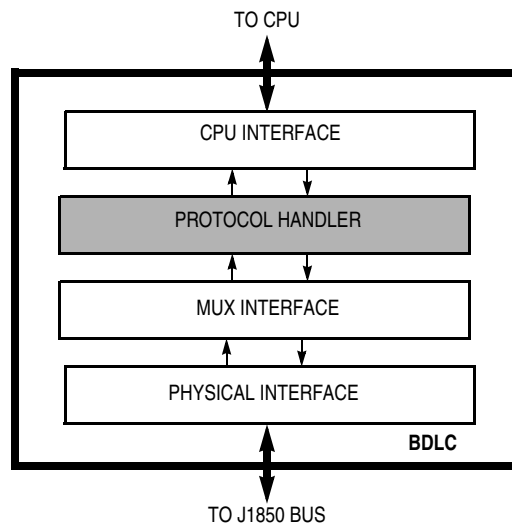 TO CPU
CPU INTERFACE
PROTOCOL HANDLER
MUX INTERFACE
PHYSICAL INTERFACE
BDLC
TO J1850 BUS